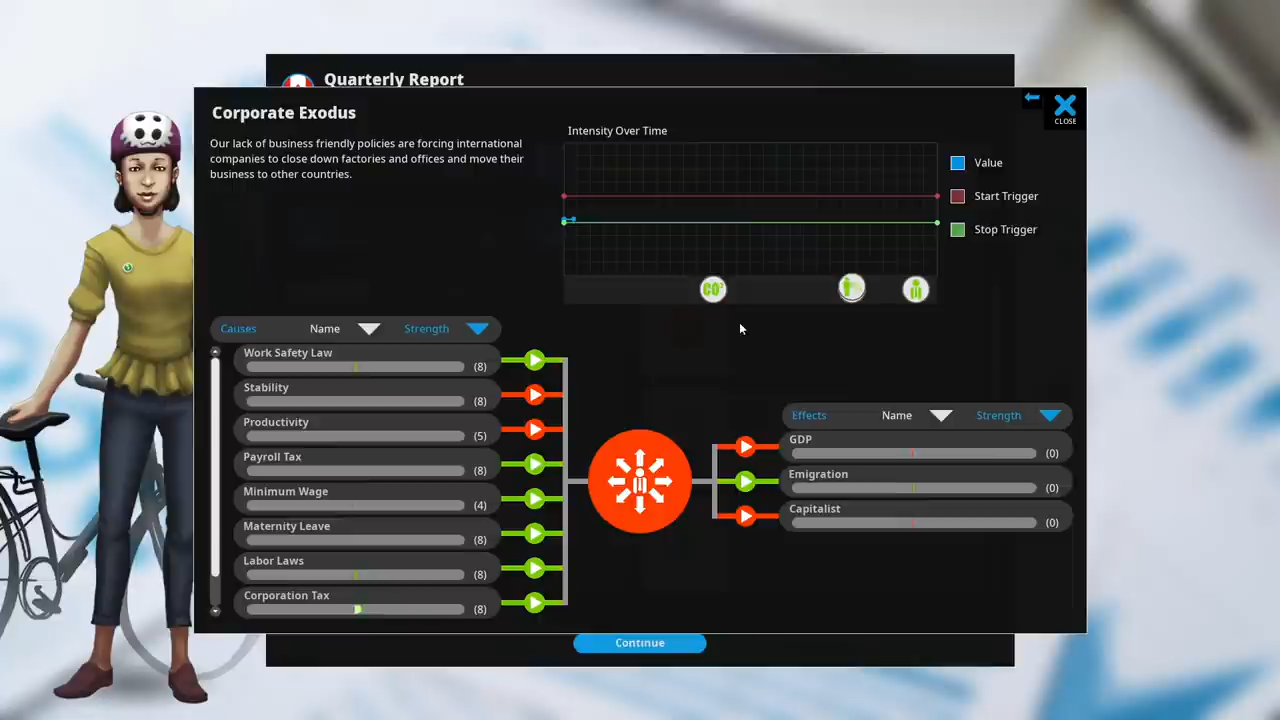 Quarterly Report
Corporate Exodus
CLOSE
Our lack of business friendly policies are forcing international
companies to close down factories and offices and move their
business to other countries.
Intensity Over Time
Value
Start Trigger
Stop Trigger
CO²
Causes Name Strength
Work Safety Law
(8)
Stability
(8)
Productivity
(5)
Payroll Tax
(8)
Minimum Wage
(4)
Maternity Leave
(8)
Labor Laws
(8)
Corporation Tax
(8)
Effects Name Strength
GDP
(0)
Emigration
(0)
Capitalist
(0)
Continue